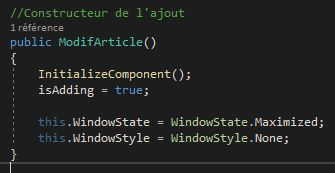 //Constructeur de l'ajout
1 référence
public ModifArticle()
{
InitializeComponent();
isAdding = true;
this.WindowState = WindowState.Maximized;
this.WindowStyle = WindowStyle.None;
}